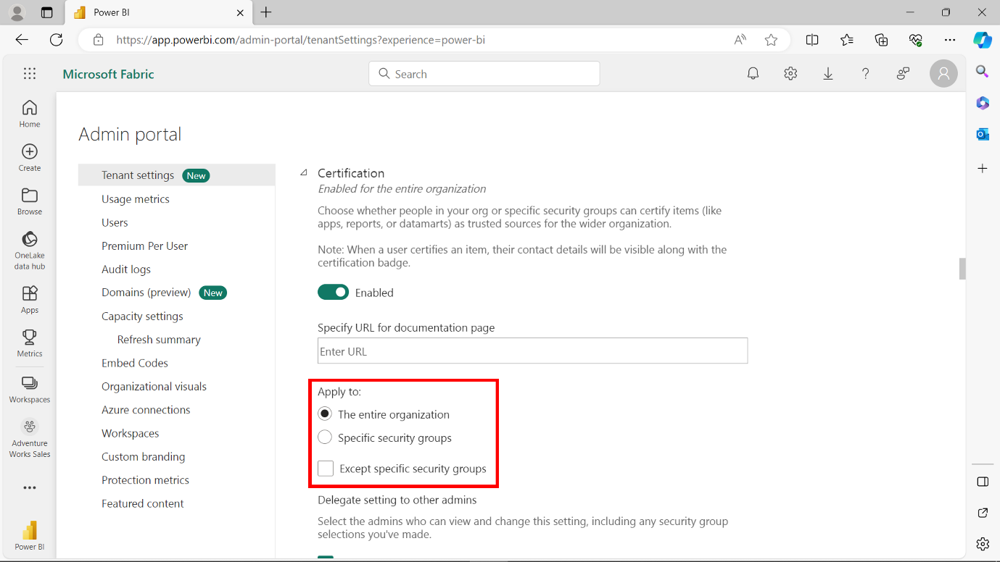 Power BI
https://app.powerbi.com/admin-portal/tenantSettings?experience=power-bi
Microsoft Fabric
Search
Home
Create
Browse
OneLake
data hub
Apps
Metrics
Workspaces
Adventure
Works Sales
Power BI
Admin portal
Tenant settings New
Usage metrics
Users
Premium Per User
Audit logs
Domains (preview) New
Capacity settings
Refresh summary
Embed Codes
Organizational visuals
Azure connections
Workspaces
Custom branding
Protection metrics
Featured content
Certification
Enabled for the entire organization
Choose whether people in your org or specific security groups can certify items (like
apps, reports, or datamarts) as trusted sources for the wider organization.
Note: When a user certifies an item, their contact details will be visible along with the
certification badge.
Enabled
Specify URL for documentation page
Enter URL
Apply to:
The entire organization
Specific security groups
Except specific security groups
Delegate setting to other admins
Select the admins who can view and change this setting, including any security group
selections you've made.